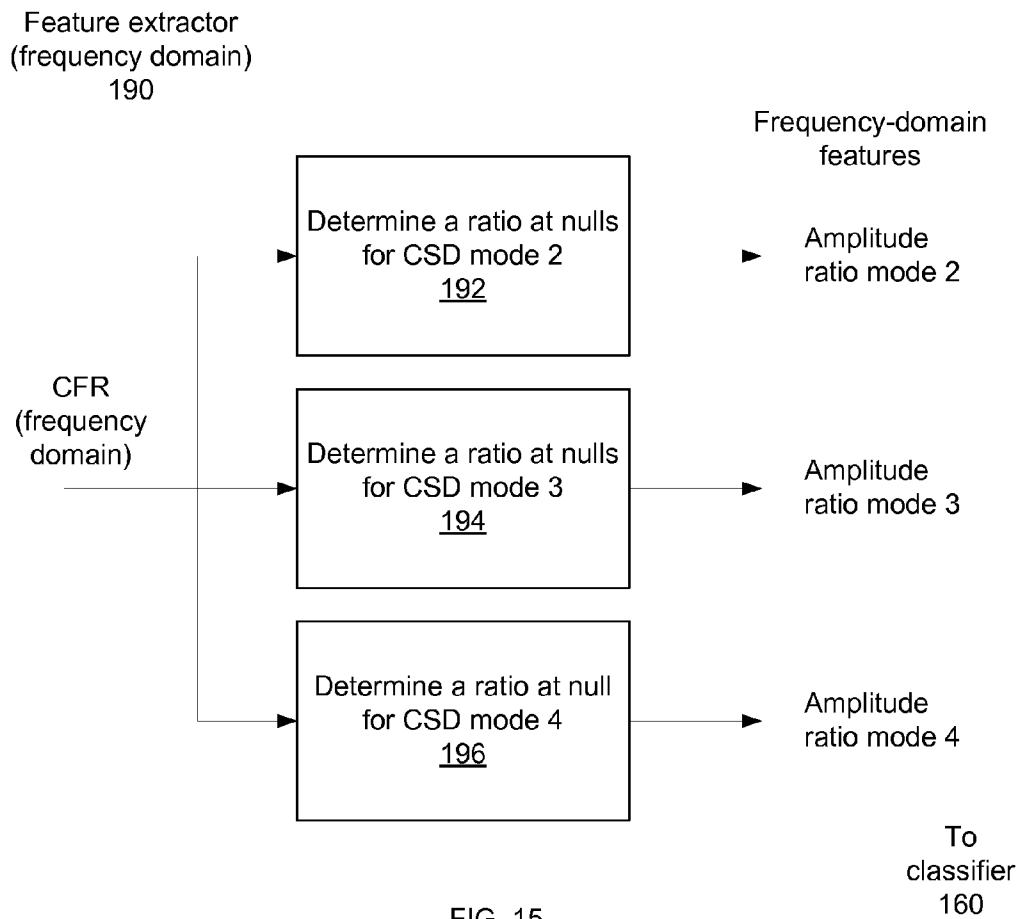 Feature extractor
(frequency domain)
190
Frequency-domain
features
Determine a ratio at nulls
for CSD mode 2
192
Amplitude
ratio mode 2
CFR
(frequency
domain)
Determine a ratio at nulls
for CSD mode 3
194
Amplitude
ratio mode 3
Determine a ratio at null
for CSD mode 4
196
Amplitude
ratio mode 4
To
classifier
160
FIG. 15